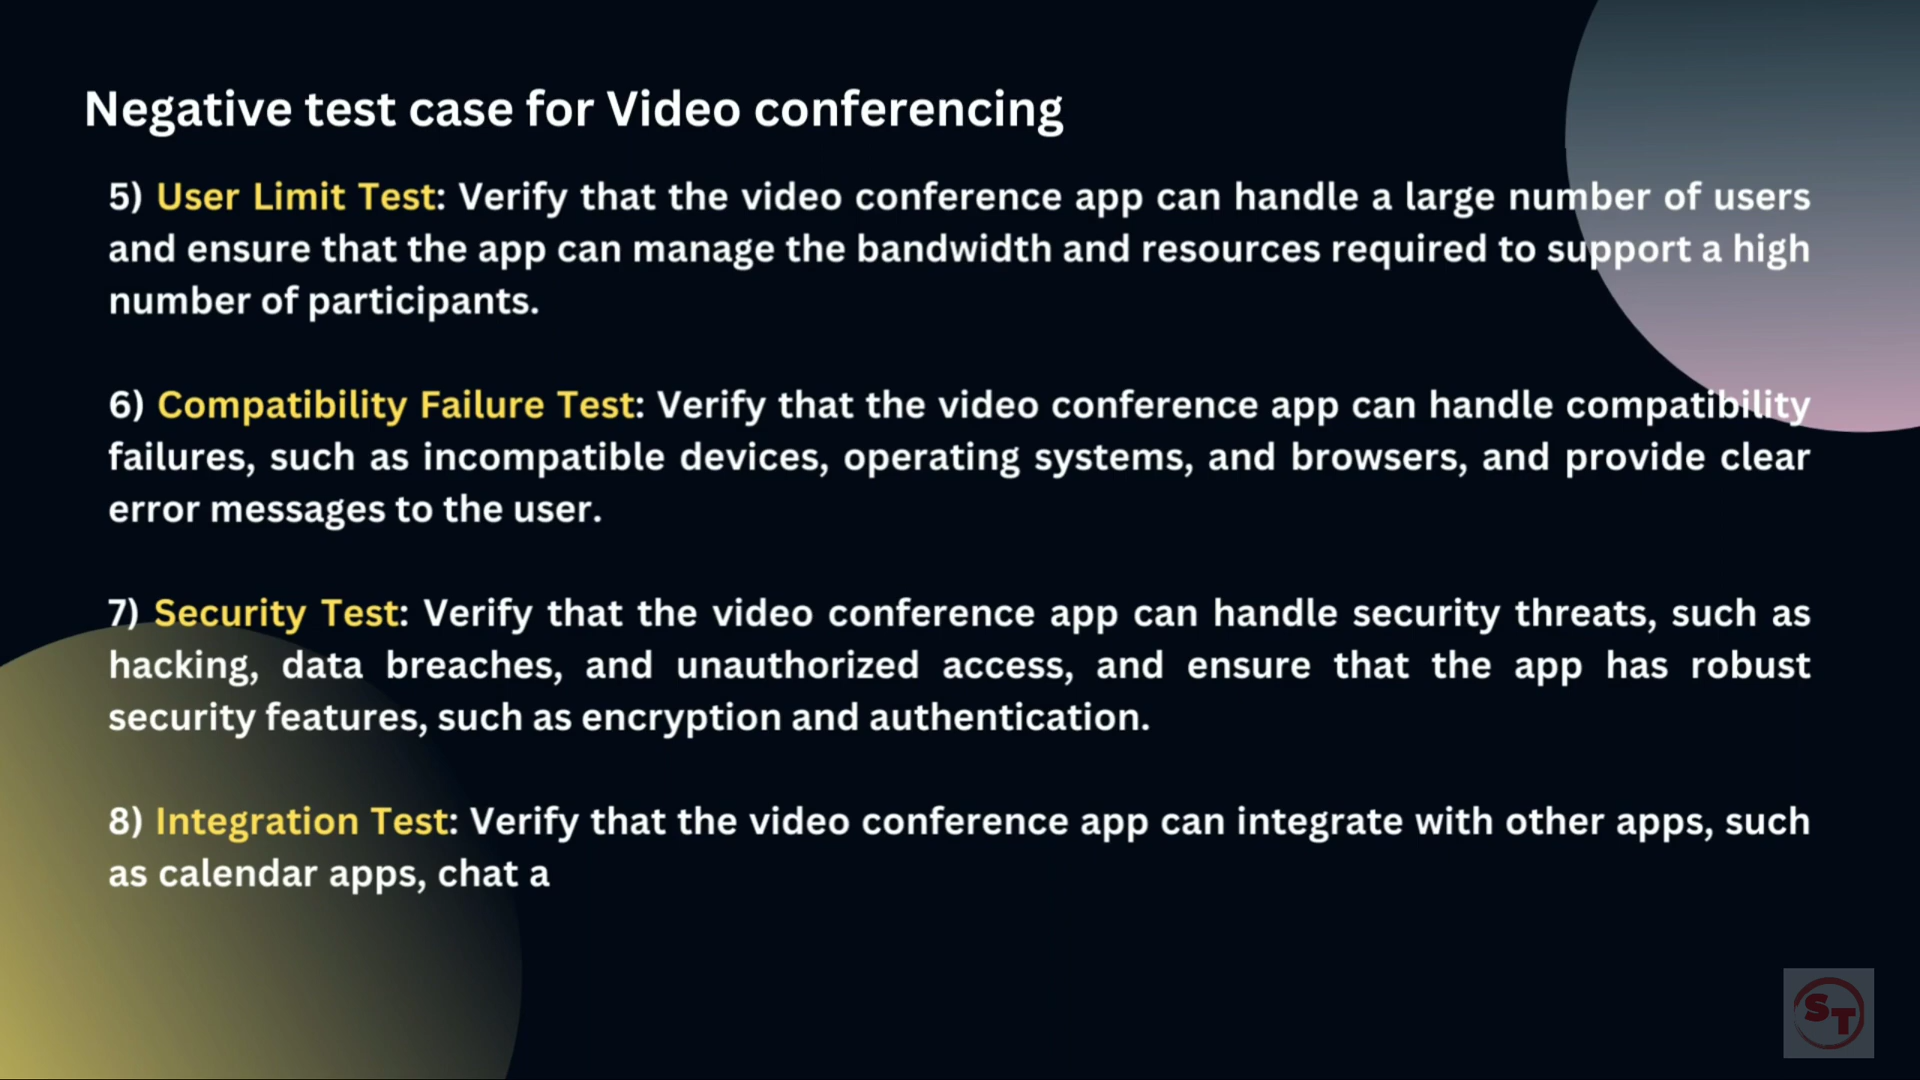 Negative test case for Video conferencing
5) User Limit Test: Verify that the video conference app can handle a large number of users
and ensure that the app can manage the bandwidth and resources required to support a high
number of participants.
6) Compatibility Failure Test: Verify that the video conference app can handle compatibility
failures, such as incompatible devices, operating systems, and browsers, and provide clear
error messages to the user.
7) Security Test: Verify that the video conference app can handle security threats, such as
hacking, data breaches, and unauthorized access, and ensure that the app has robust
security features, such as encryption and authentication.
8) Integration Test: Verify that the video conference app can integrate with other apps, such
as calendar apps, chat a
ST